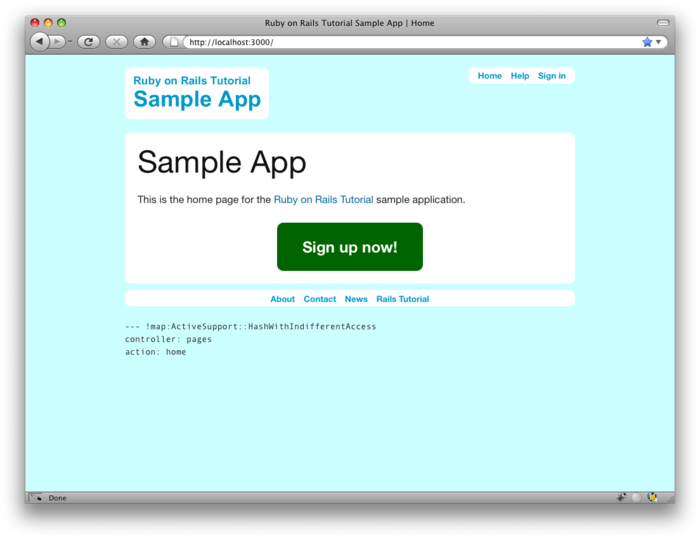 Ruby on Rails Tutorial Sample App | Home
http://localhost:3000/
Ruby on Rails Tutorial
Sample App
Home Help Sign in
Sample App
This is the home page for the Ruby on Rails Tutorial sample application.
Sign up now!
About Contact News Rails Tutorial
--- !map:ActiveSupport::HashWithIndifferentAccess
controller: pages
action: home
Done